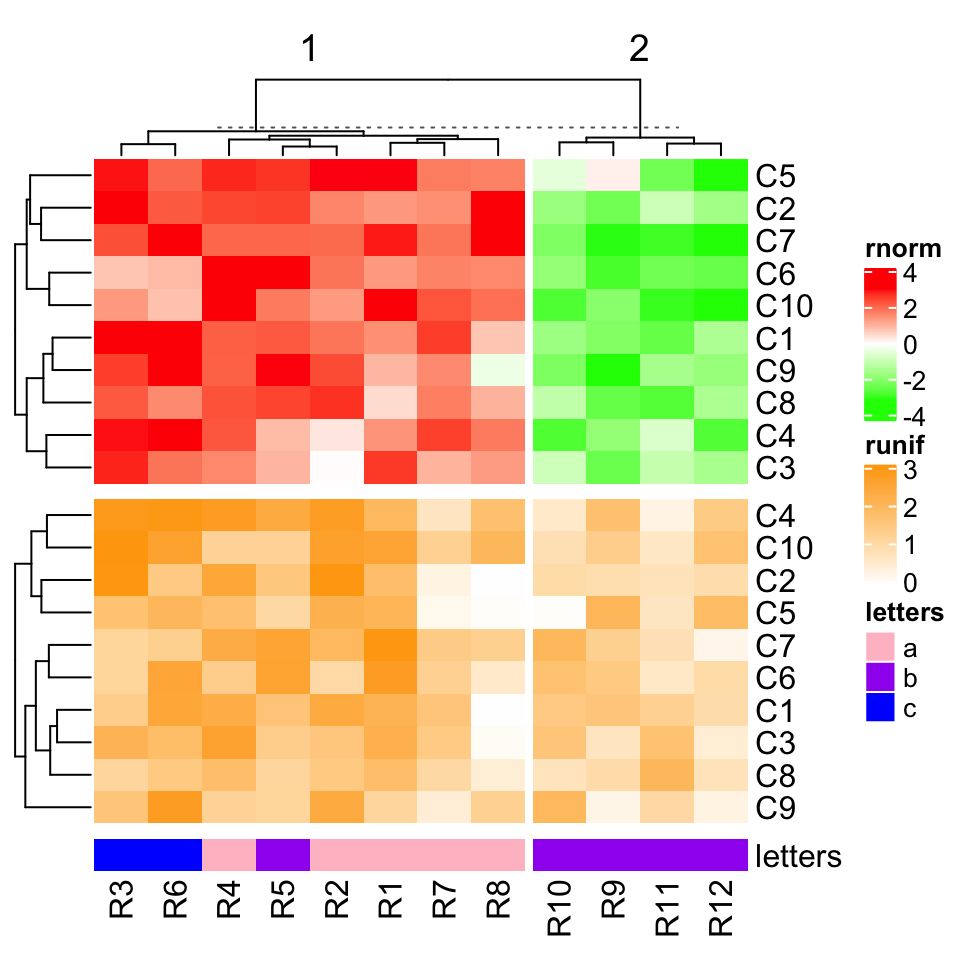 1 2
C5
C2
C7
C6
C10
C1
C9
C8
C4
C3
C4
C10
C2
C5
C7
C6
C1
C3
C8
C9
letters
R3 R6 R4 R5 R2 R1 R7 R8 R10 R9 R11 R12
rnorm
4
2
0
-2
-4
runif
3
2
1
0
letters
a
b
c